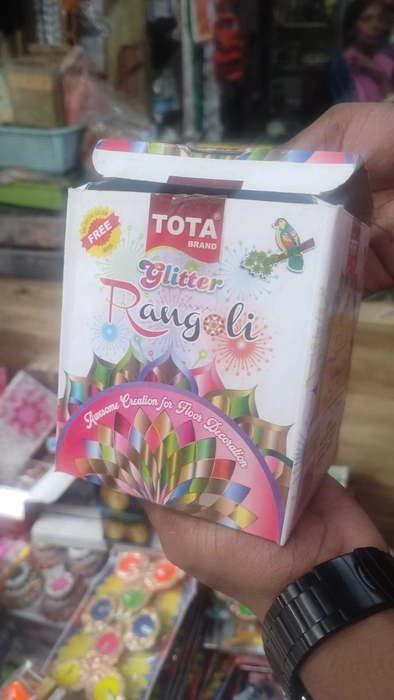 FREE
TOTA®
BRAND
Glitter
Rangoli
Awesome Creation for Floor Decoration